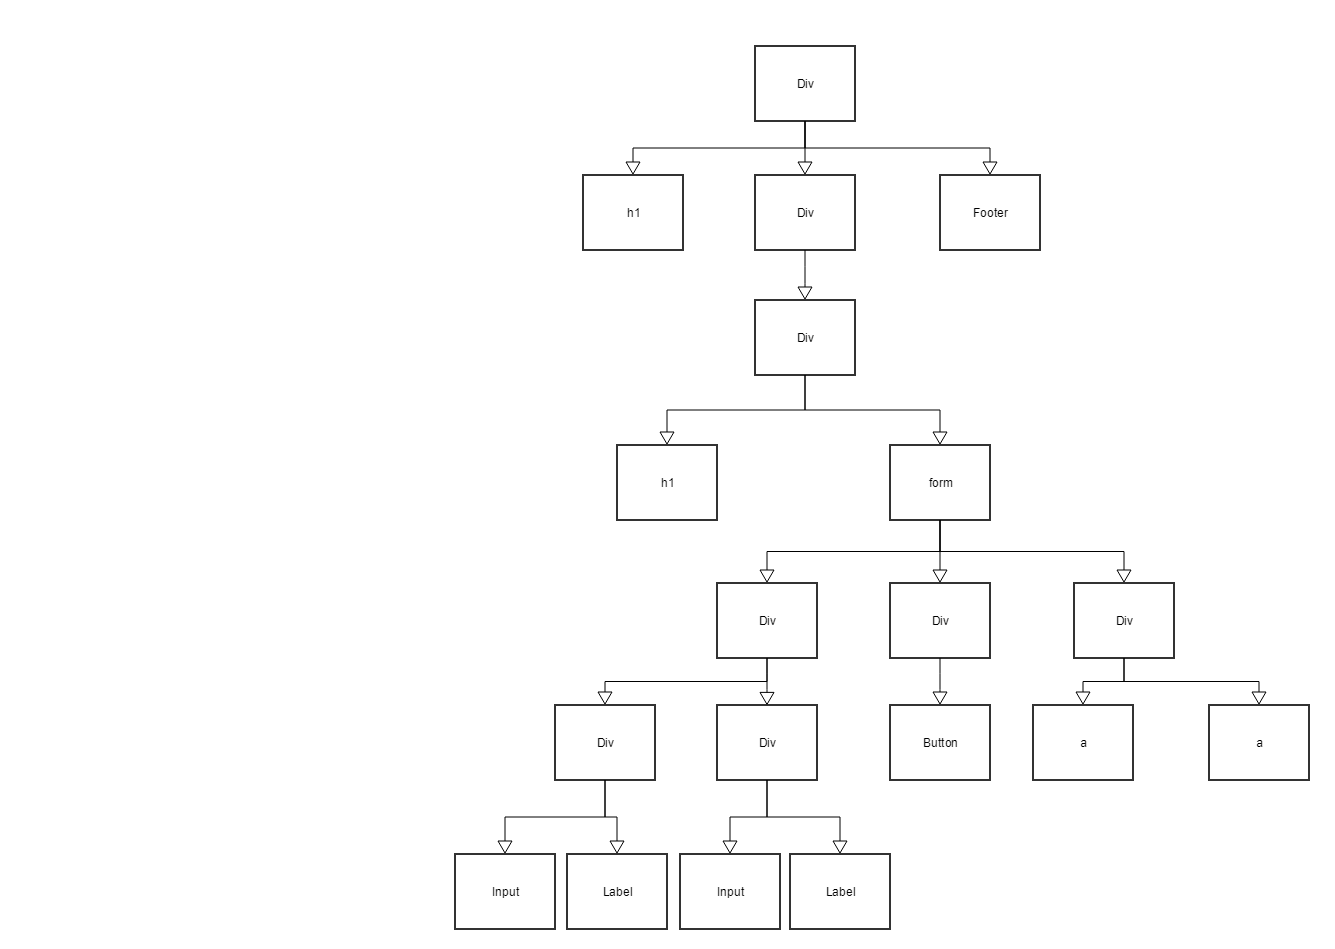 Div
h1
Div
Footer
Div
h1
form
Div
Div
Div
Div
Div
Button
a
a
Input
Label
Input
Label